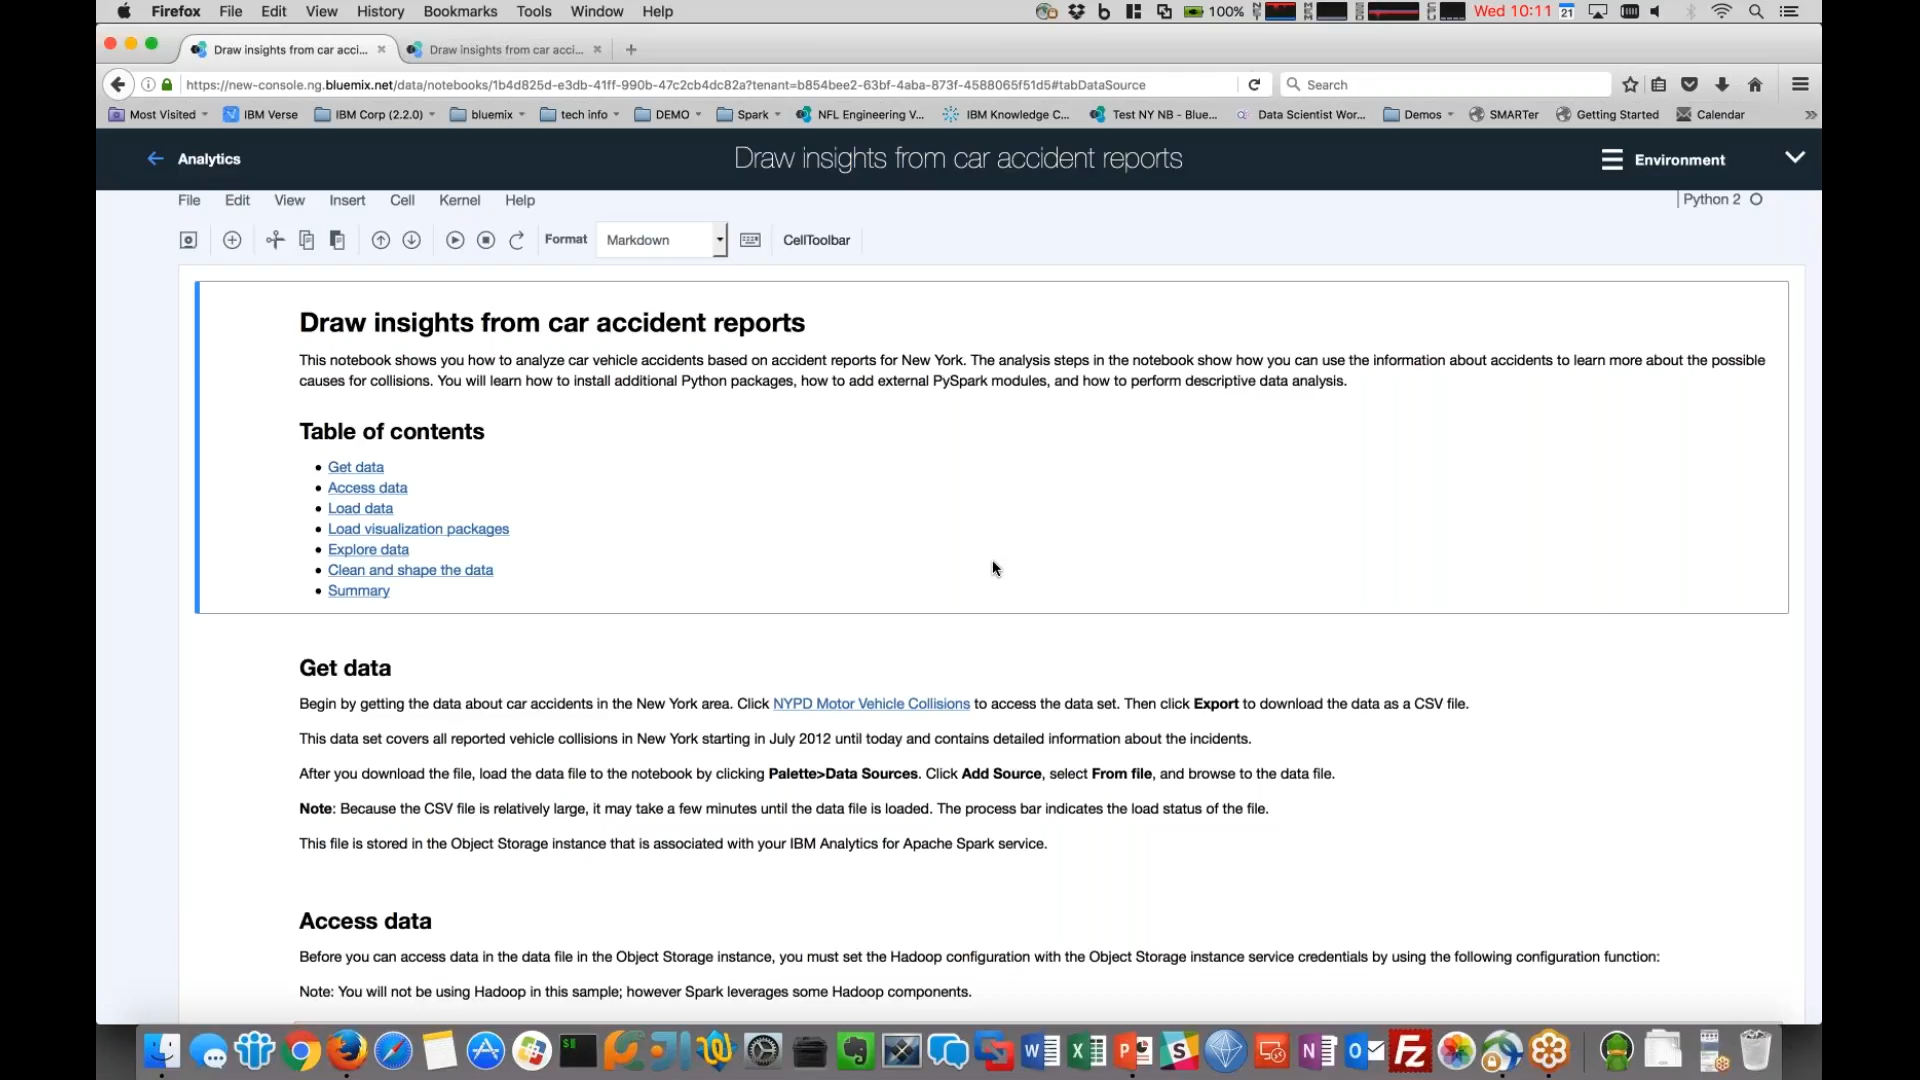 Firefox File Edit View History Bookmarks Tools Window Help 100% Wed 10:11 21
Draw insights from car acci... Draw insights from car acci...
https://new-console.ng.bluemix.net/data/notebooks/1b4d825d-e3db-41ff-990b-47c2cb4dc82a?tenant=b854bee2-63bf-4aba-873f-4588065f51d5#tabDataSource Search
Most Visited IBM Verse IBM Corp (2.2.0) bluemix tech info DEMO Spark NFL Engineering V... IBM Knowledge C... Test NY NB - Blue... Data Scientist Wor... Demos SMARTer Getting Started Calendar
Analytics Draw insights from car accident reports Environment
File Edit View Insert Cell Kernel Help Python 2
Format Markdown CellToolbar
Draw insights from car accident reports
This notebook shows you how to analyze car vehicle accidents based on accident reports for New York. The analysis steps in the notebook show how you can use the information about accidents to learn more about the possible
causes for collisions. You will learn how to install additional Python packages, how to add external PySpark modules, and how to perform descriptive data analysis.
Table of contents
Get data
Access data
Load data
Load visualization packages
Explore data
Clean and shape the data
Summary
Get data
Begin by getting the data about car accidents in the New York area. Click NYPD Motor Vehicle Collisions to access the data set. Then click Export to download the data as a CSV file.
This data set covers all reported vehicle collisions in New York starting in July 2012 until today and contains detailed information about the incidents.
After you download the file, load the data file to the notebook by clicking Palette>Data Sources. Click Add Source, select From file, and browse to the data file.
Note: Because the CSV file is relatively large, it may take a few minutes until the data file is loaded. The process bar indicates the load status of the file.
This file is stored in the Object Storage instance that is associated with your IBM Analytics for Apache Spark service.
Access data
Before you can access data in the data file in the Object Storage instance, you must set the Hadoop configuration with the Object Storage instance service credentials by using the following configuration function:
Note: You will not be using Hadoop in this sample; however Spark leverages some Hadoop components.